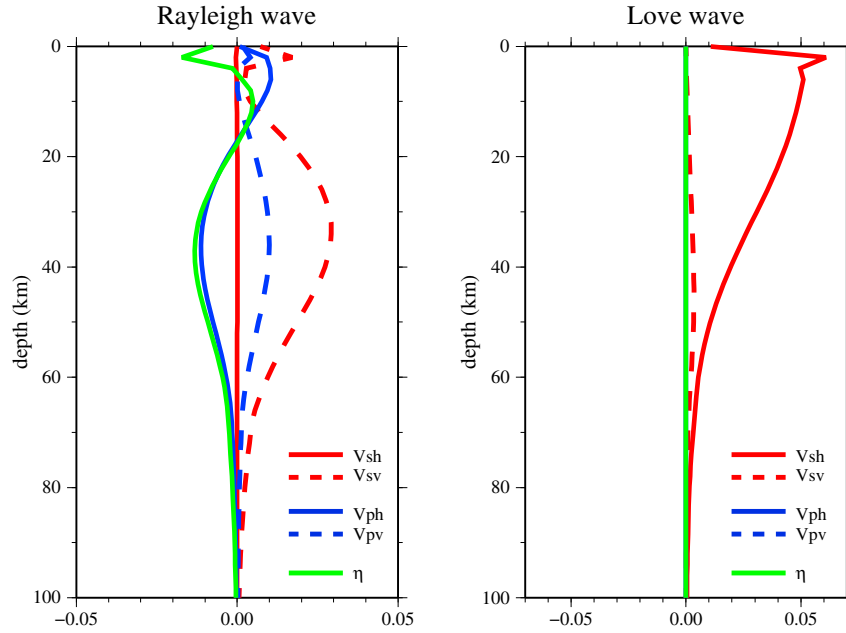 Rayleigh wave
0
20
40
60
80
100
depth (km)
−0.05
0.00
0.05
Vsh
Vsv
Vph
Vpv
η
Love wave
0
20
40
60
80
100
depth (km)
−0.05
0.00
0.05
Vsh
Vsv
Vph
Vpv
η